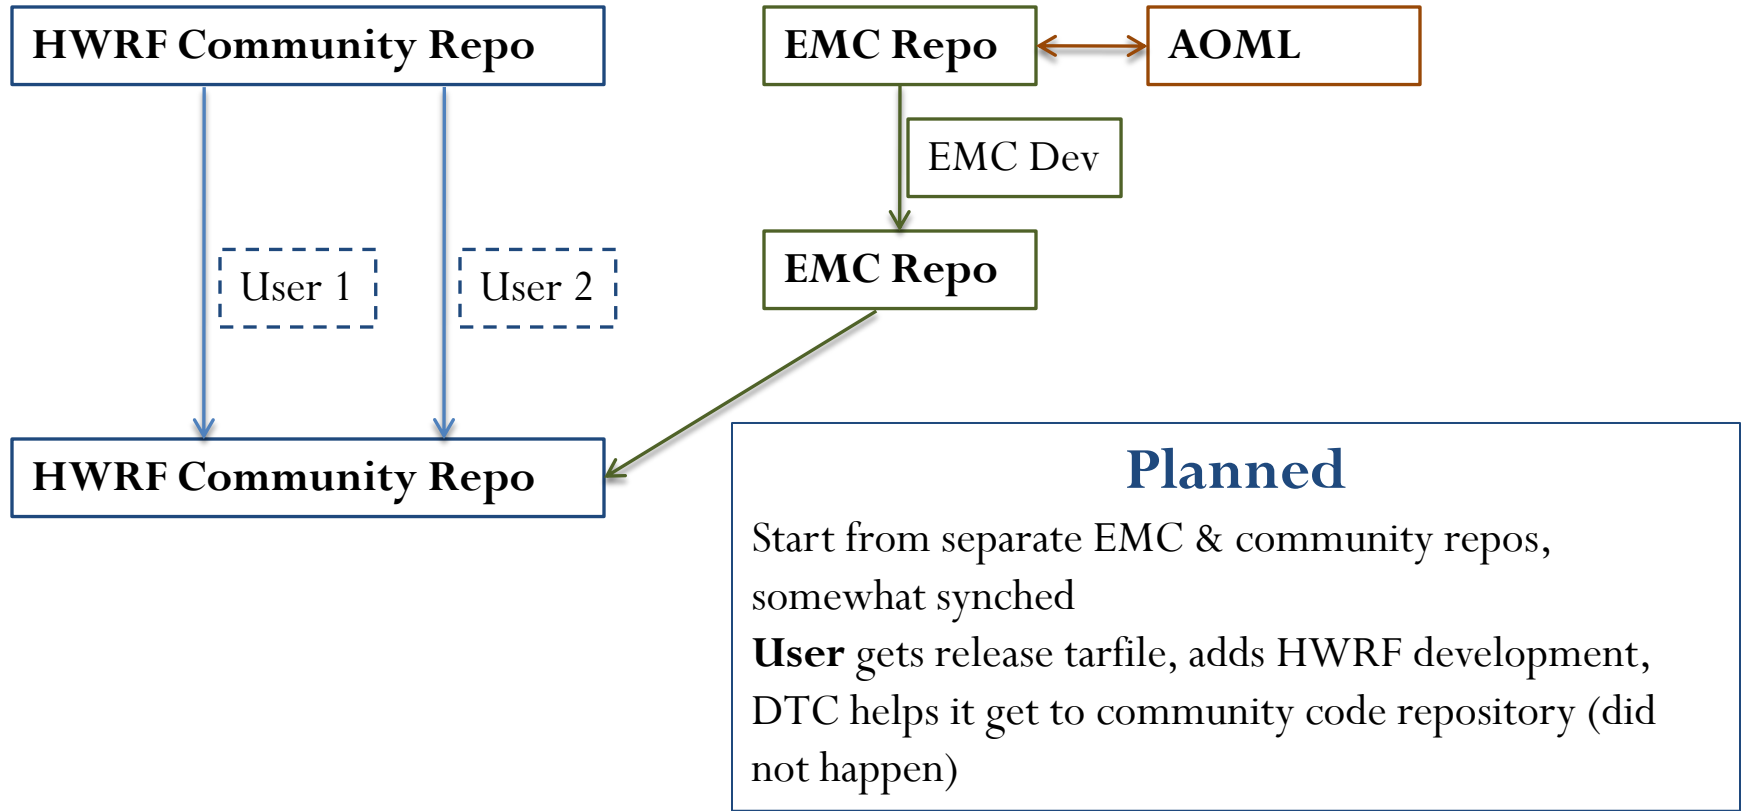 HWRF Community Repo
EMC Repo
AOML
EMC Dev
EMC Repo
User 1
User 2
HWRF Community Repo
Planned
Start from separate EMC & community repos,
somewhat synched
User gets release tarfile, adds HWRF development,
DTC helps it get to community code repository (did
not happen)